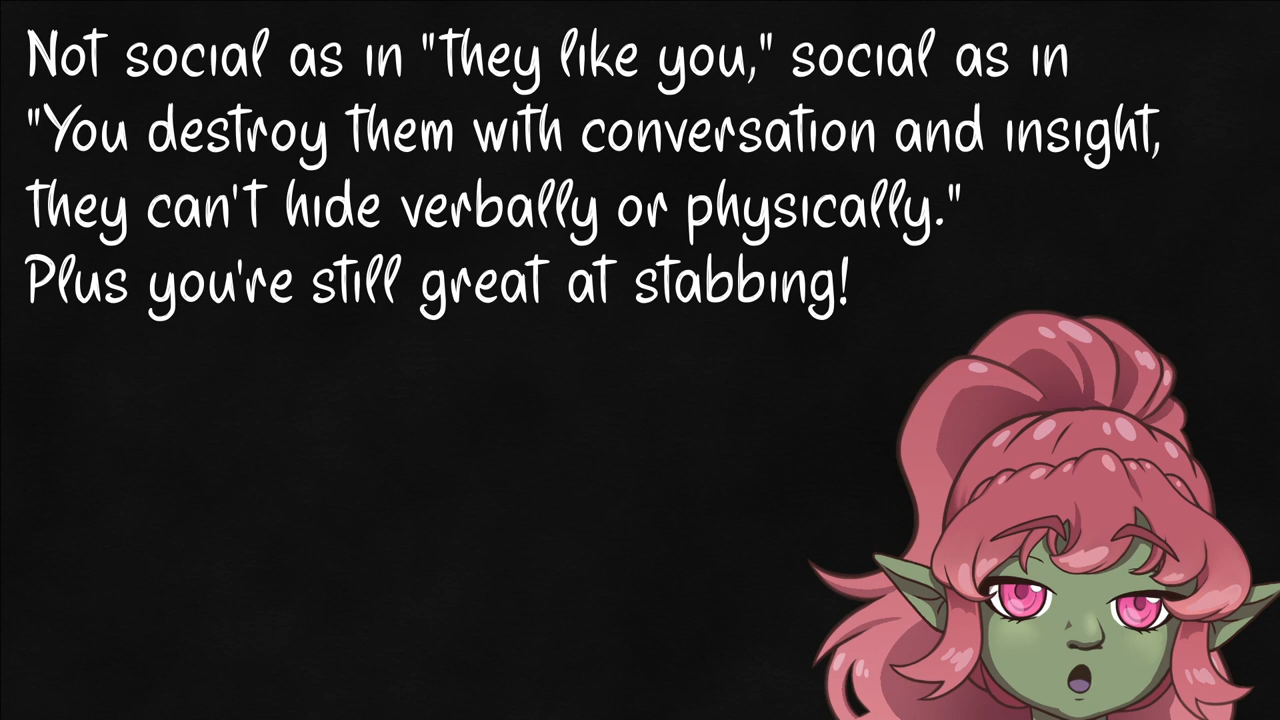 Not social as in "they like you," social as in
"You destroy them with conversation and insight,
they can't hide verbally or physically."
Plus you're still great at stabbing!